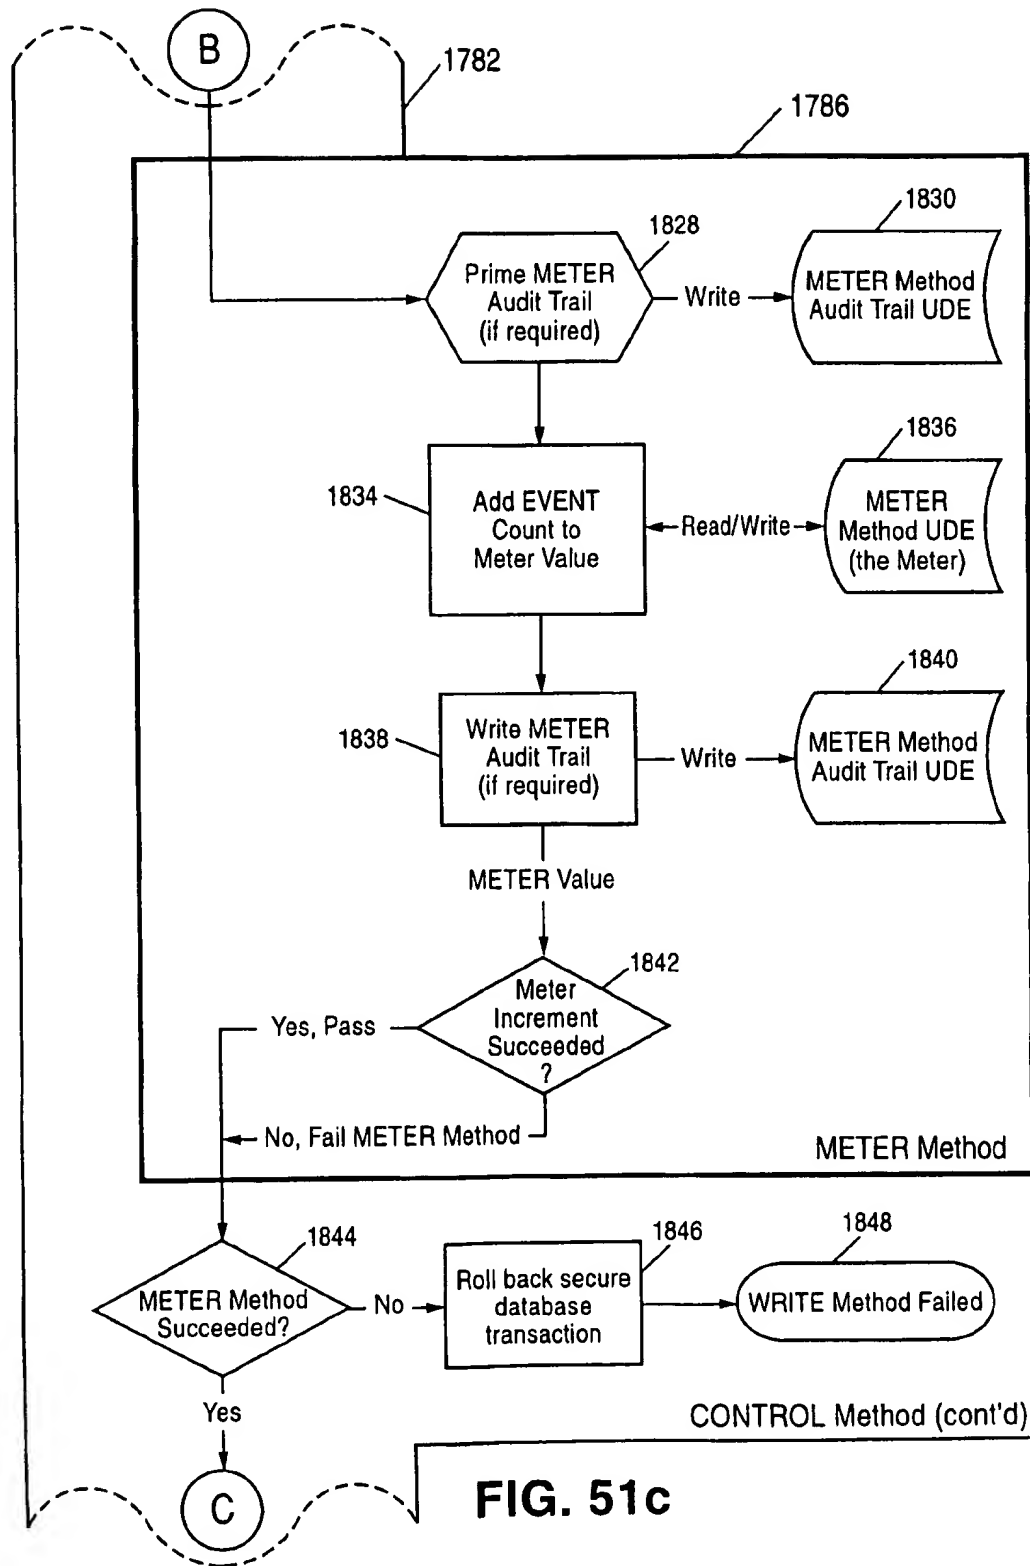 B
1782
1786
1828
Prime METER
Audit Trail
(if required)
Write
1830
METER Method
Audit Trail UDE
1834
Add EVENT
Count to
Meter Value
Read/Write
1836
METER
Method UDE
(the Meter)
1838
Write METER
Audit Trail
(if required)
Write
1840
METER Method
Audit Trail UDE
METER Value
1842
Meter
Increment
Succeeded
?
Yes, Pass
No, Fail METER Method
METER Method
1844
METER Method
Succeeded?
No
1846
Roll back secure
database
transaction
1848
WRITE Method Failed
Yes
CONTROL Method (cont'd)
C
FIG. 51c